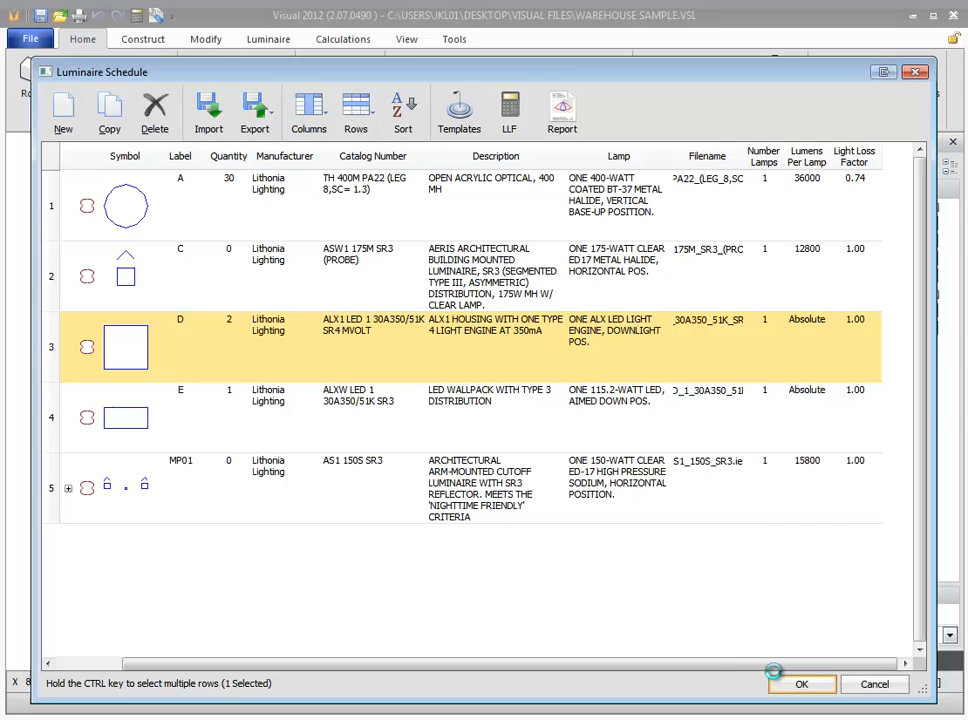 Visual 2012 (2.07.0490 ) - C:\USERS\JKL01\DESKTOP\VISUAL FILES\WAREHOUSE SAMPLE.VSL
File Home Construct Modify Luminaire Calculations View Tools
Luminaire Schedule
New Copy Delete Import Export Columns Rows Sort Templates LLF Report
Symbol Label Quantity Manufacturer Catalog Number Description Lamp Filename Number Lumens Light Loss
Lamps Per Lamp Factor
1 A 30 Lithonia TH 400M PA22 (LEG OPEN ACRYLIC OPTICAL, 400 ONE 400-WATT PA22_(LEG_8,SC 1 36000 0.74
Lighting 8,SC= 1.3) MH COATED BT-37 METAL
HALIDE, VERTICAL
BASE-UP POSITION.
2 C 0 Lithonia ASW1 175M SR3 AERIS ARCHITECTURAL ONE 175-WATT CLEAR 175M_SR3_(PRO 1 12800 1.00
Lighting (PROBE) BUILDING MOUNTED ED17 METAL HALIDE,
LUMINAIRE, SR3 (SEGMENTED HORIZONTAL POS.
TYPE III, ASYMMETRIC)
DISTRIBUTION, 175W MH W/
CLEAR LAMP.
3 D 2 Lithonia ALX1 LED 1 30A350/51K ALX1 HOUSING WITH ONE TYPE ONE ALX LED LIGHT _30A350_51K_SR 1 Absolute 1.00
Lighting SR4 MVOLT 4 LIGHT ENGINE AT 350mA ENGINE, DOWNLIGHT
POS.
4 E 1 Lithonia ALXW LED 1 LED WALLPACK WITH TYPE 3 ONE 115.2-WATT LED, D_1_30A350_51 1 Absolute 1.00
Lighting 30A350/51K SR3 DISTRIBUTION AIMED DOWN POS.
5 MP01 0 Lithonia AS1 150S SR3 ARCHITECTURAL ONE 150-WATT CLEAR S1_150S_SR3.ie 1 15800 1.00
Lighting ARM-MOUNTED CUTOFF ED-17 HIGH PRESSURE
LUMINAIRE WITH SR3 SODIUM, HORIZONTAL
REFLECTOR. MEETS THE POSITION.
'NIGHTTIME FRIENDLY'
CRITERIA
Hold the CTRL key to select multiple rows (1 Selected) OK Cancel